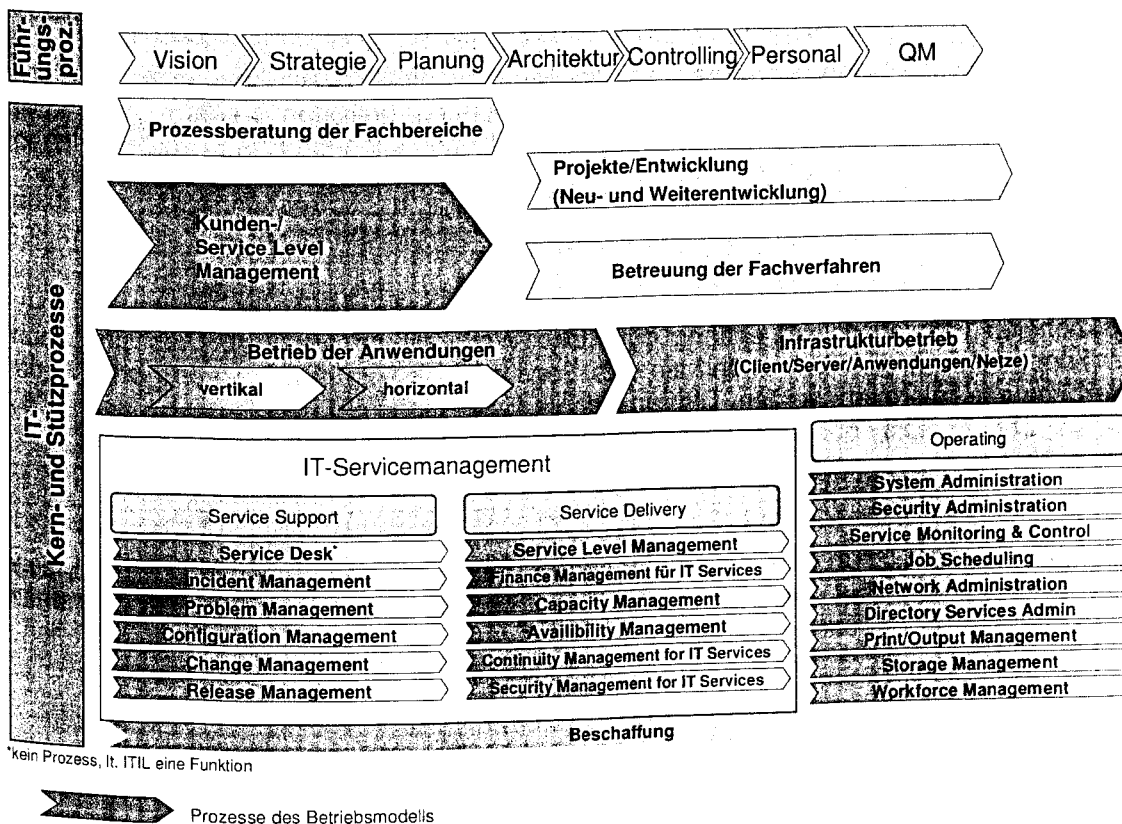 Führ-
ungs-
proz.
Vision
Strategie
Planung
Architektur
Controlling
Personal
QM
IT-
Kern- und Stützprozesse
Prozessberatung der Fachbereiche
Projekte/Entwicklung
(Neu- und Weiterentwicklung)
Kunden-/
Service Level
Management
Betreuung der Fachverfahren
Betrieb der Anwendungen
vertikal
horizontal
Infrastrukturbetrieb
(Client/Server/Anwendungen/Netze)
IT-Servicemanagement
Service Support
Service Desk*
Incident Management
Problem Management
Configuration Management
Change Management
Release Management
Service Delivery
Service Level Management
Finance Management für IT Services
Capacity Management
Availibility Management
Continuity Management for IT Services
Security Management for IT Services
Operating
System Administration
Security Administration
Service Monitoring & Control
Job Scheduling
Network Administration
Directory Services Admin
Print/Output Management
Storage Management
Workforce Management
Beschaffung
*kein Prozess, lt. ITIL eine Funktion
Prozesse des Betriebsmodells